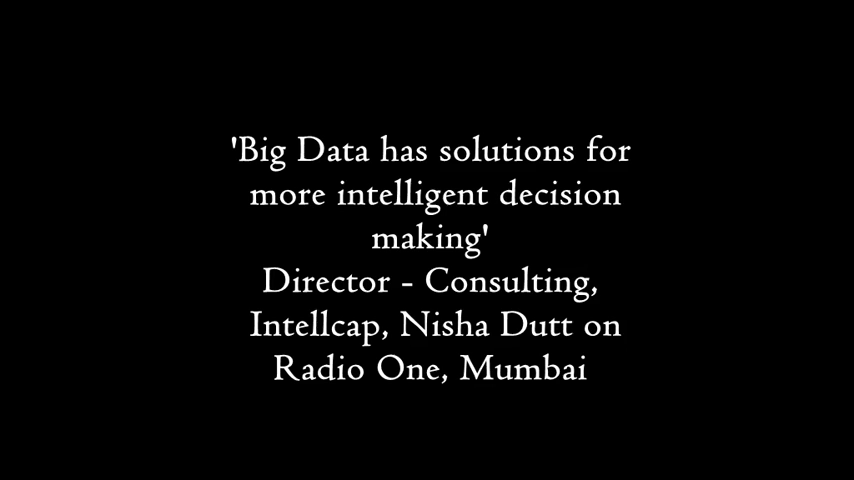 'Big Data has solutions for
more intelligent decision
making'
Director - Consulting,
Intellcap, Nisha Dutt on
Radio One, Mumbai